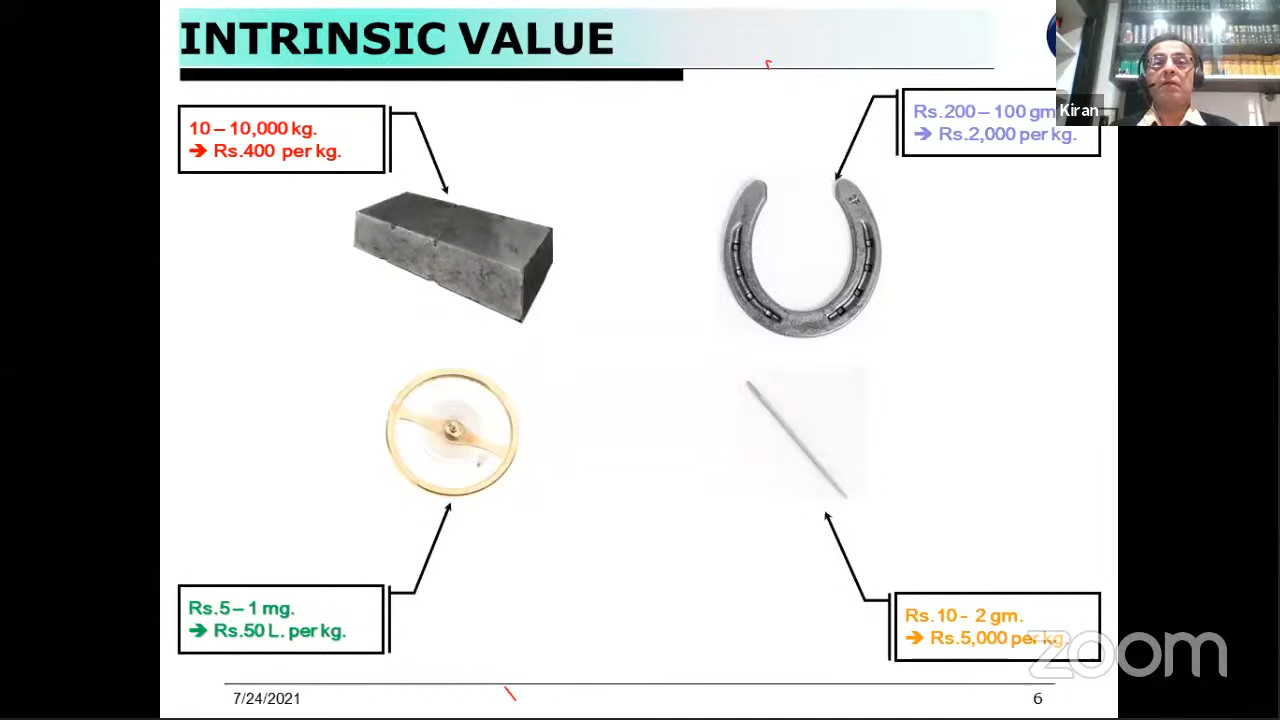 INTRINSIC VALUE
10 – 10,000 kg.
➔ Rs.400 per kg.
Rs.200 – 100 gm
➔ Rs.2,000 per kg.
Kiran
Rs.5 – 1 mg.
➔ Rs.50 L. per kg.
Rs.10 - 2 gm.
➔ Rs.5,000 per kg.
zoom
7/24/2021
6